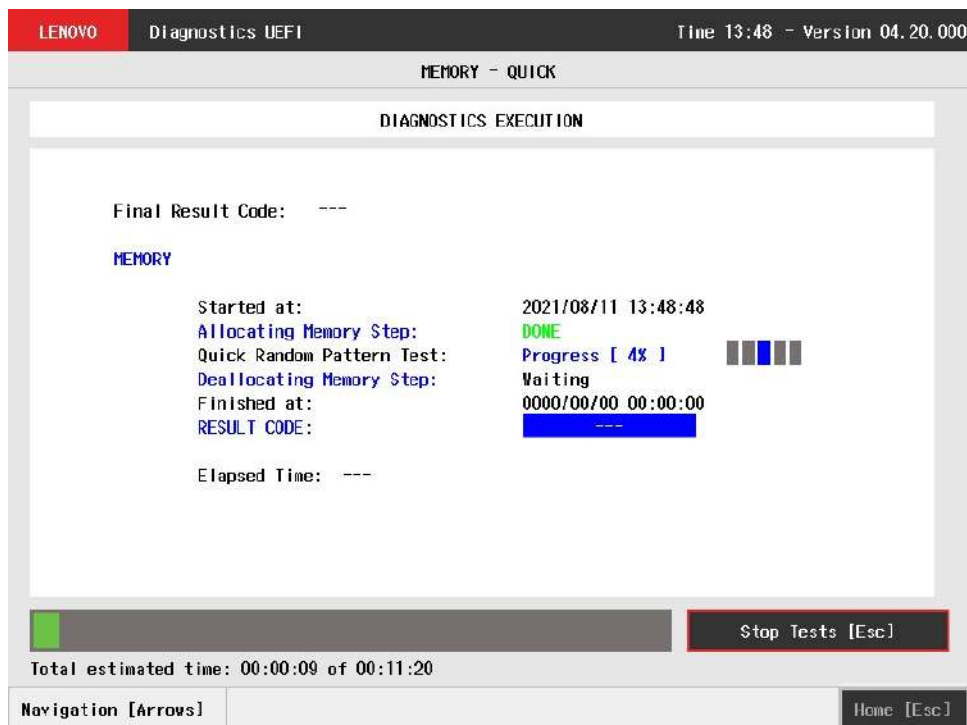 LENOVO Diagnostics UEFI Time 13:48 - Version 04.20.000
MEMORY - QUICK
DIAGNOSTICS EXECUTION
Final Result Code: ---
MEMORY
Started at: 2021/08/11 13:48:48
Allocating Memory Step: DONE
Quick Random Pattern Test: Progress [ 4% ]
Deallocating Memory Step: Waiting
Finished at: 0000/00/00 00:00:00
RESULT CODE: ---
Elapsed Time: ---
Stop Tests [Esc]
Total estimated time: 00:00:09 of 00:11:20
Navigation [Arrows] Home [Esc]